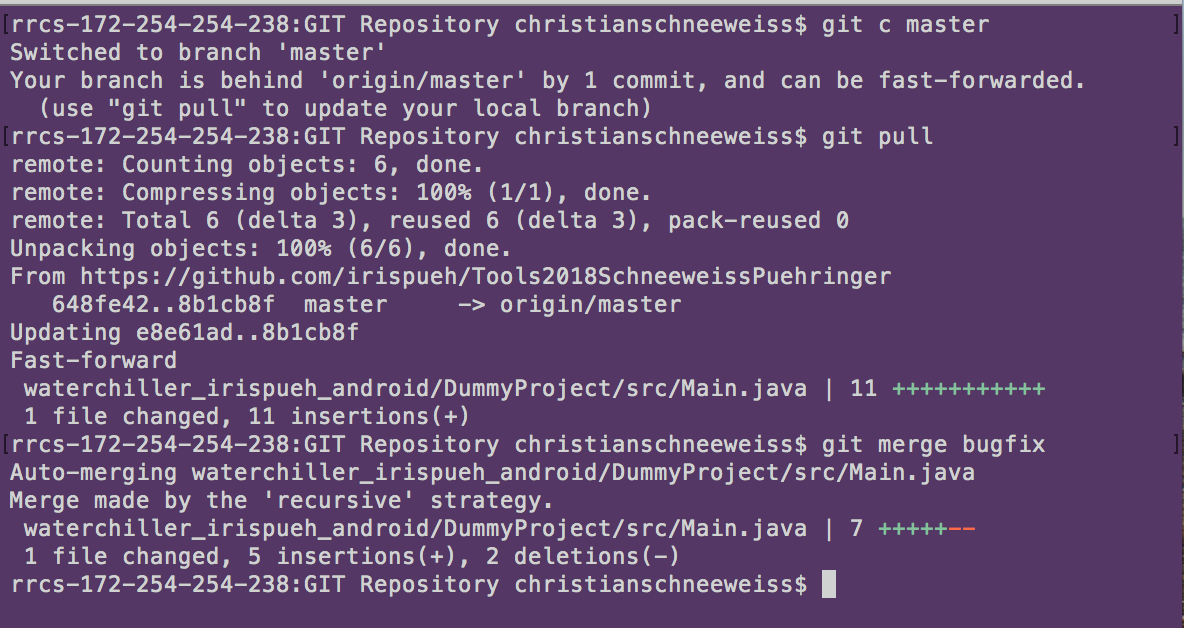 [rrcs-172-254-254-238:GIT Repository christianschneeweiss$ git c master ]
Switched to branch 'master'
Your branch is behind 'origin/master' by 1 commit, and can be fast-forwarded.
  (use "git pull" to update your local branch)
[rrcs-172-254-254-238:GIT Repository christianschneeweiss$ git pull ]
remote: Counting objects: 6, done.
remote: Compressing objects: 100% (1/1), done.
remote: Total 6 (delta 3), reused 6 (delta 3), pack-reused 0
Unpacking objects: 100% (6/6), done.
From https://github.com/irispueh/Tools2018SchneeweissPuehringer
   648fe42..8b1cb8f  master     -> origin/master
Updating e8e61ad..8b1cb8f
Fast-forward
 waterchiller_irispueh_android/DummyProject/src/Main.java | 11 +++++++++++
 1 file changed, 11 insertions(+)
[rrcs-172-254-254-238:GIT Repository christianschneeweiss$ git merge bugfix ]
Auto-merging waterchiller_irispueh_android/DummyProject/src/Main.java
Merge made by the 'recursive' strategy.
 waterchiller_irispueh_android/DummyProject/src/Main.java | 7 +++++--
 1 file changed, 5 insertions(+), 2 deletions(-)
rrcs-172-254-254-238:GIT Repository christianschneeweiss$